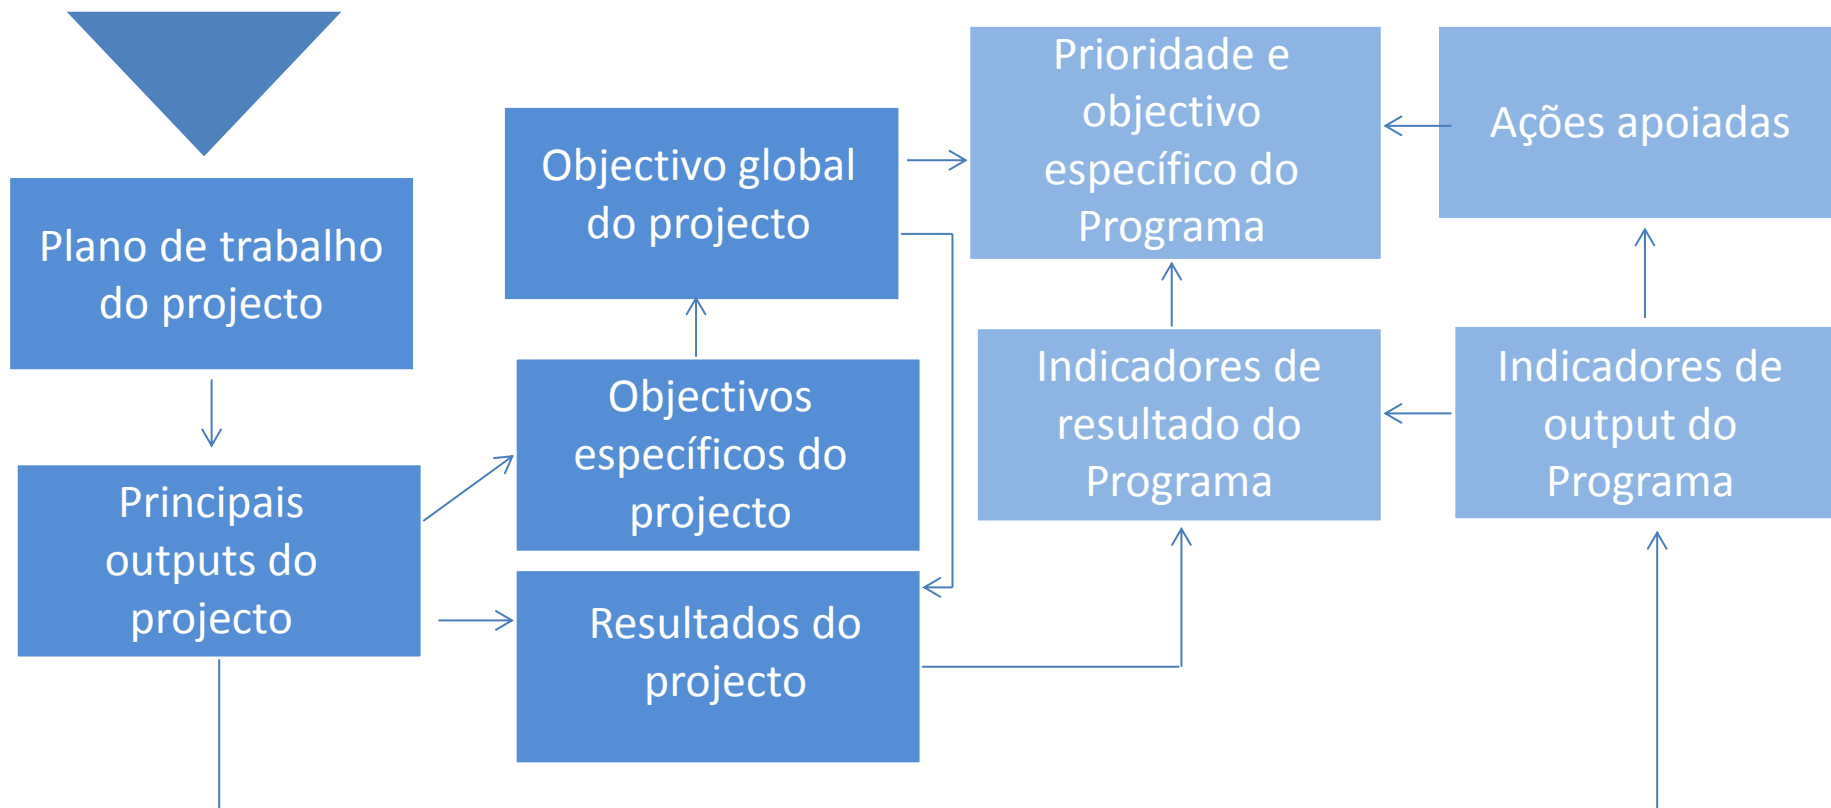 Plano de trabalho
do projecto
Principais
outputs do
projecto
Objectivo global
do projecto
Objectivos
específicos do
projecto
Resultados do
projecto
Prioridade e
objectivo
específico do
Programa
Indicadores de
resultado do
Programa
Ações apoiadas
Indicadores de
output do
Programa